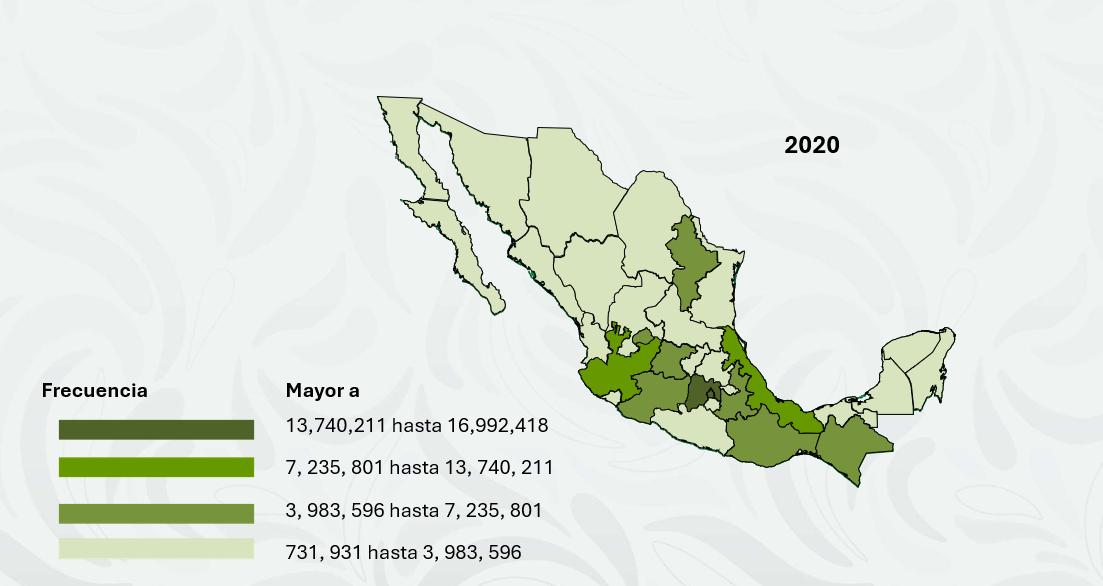 2020
Frecuencia Mayor a
13,740,211 hasta 16,992,418
7, 235, 801 hasta 13, 740, 211
3, 983, 596 hasta 7, 235, 801
731, 931 hasta 3, 983, 596